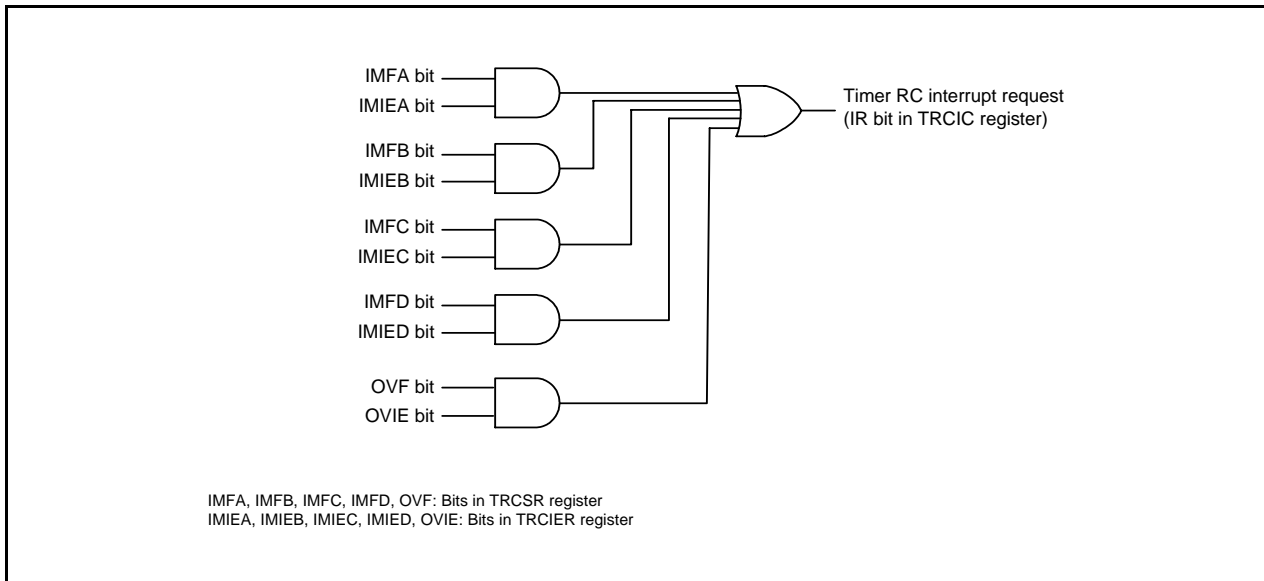 IMFA bit
IMIEA bit
IMFB bit
IMIEB bit
IMFC bit
IMIEC bit
IMFD bit
IMIED bit
OVF bit
OVIE bit
Timer RC interrupt request
(IR bit in TRCIC register)
IMFA, IMFB, IMFC, IMFD, OVF: Bits in TRCSR register
IMIEA, IMIEB, IMIEC, IMIED, OVIE: Bits in TRCIER register